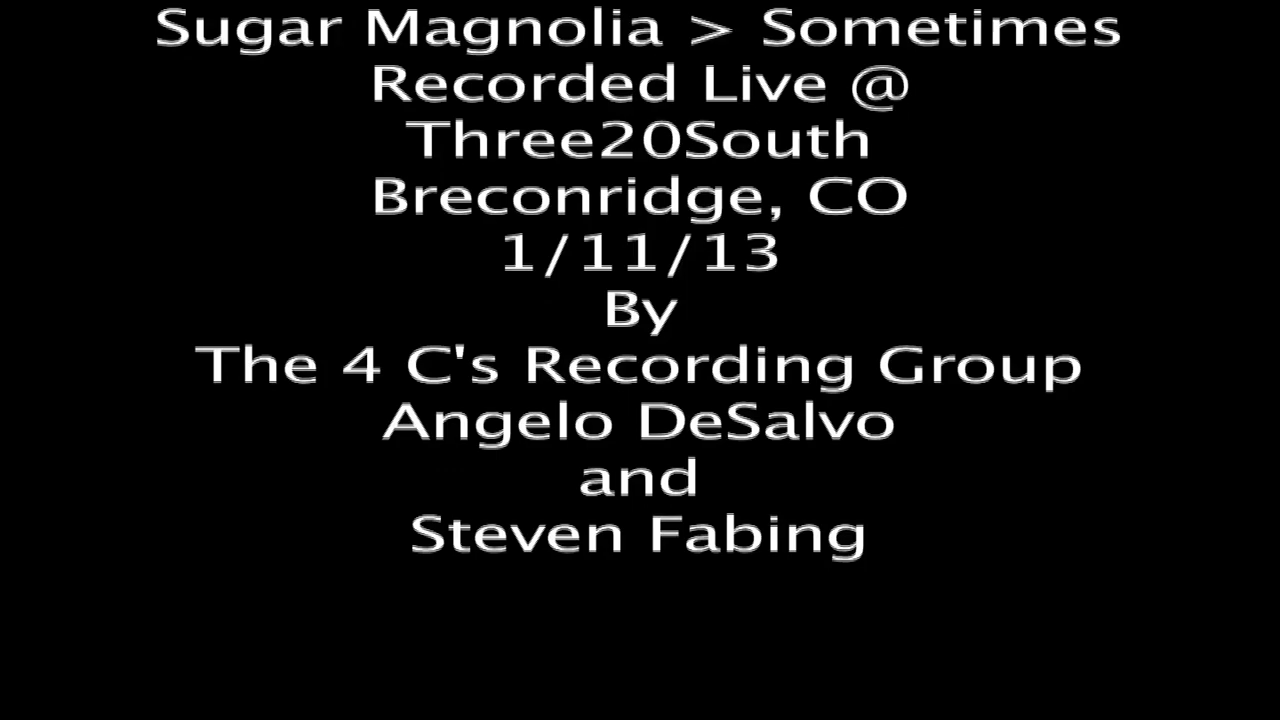 Sugar Magnolia > Sometimes
Recorded Live @
Three20South
Breconridge, CO
1/11/13
By
The 4 C's Recording Group
Angelo DeSalvo
and
Steven Fabing